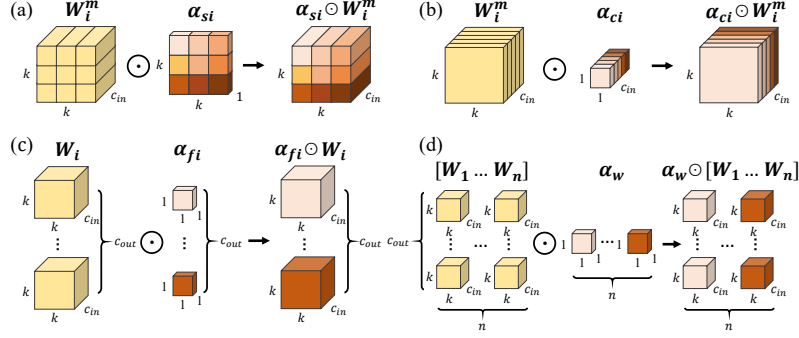 (a) W_i^m α_si α_si ⊙ W_i^m
k k c_in ⊙ k k 1 k k c_in
(b) W_i^m α_ci α_ci ⊙ W_i^m
k k c_in ⊙ 1 1 c_in k k c_in
(c) W_i α_fi α_fi ⊙ W_i
k k c_in 1 1 1 k k c_in
⋮ c_out ⊙ ⋮ c_out ⋮ c_out
k k c_in 1 1 1 k k c_in
(d) [W_1 … W_n] α_w α_w ⊙ [W_1 … W_n]
k k c_in k k c_in k k c_in k k c_in
c_out ⋮ … ⋮ ⊙ 1 1 1 … 1 1 1 ⋮ … ⋮
k k c_in k k c_in k k c_in k k c_in
n n n